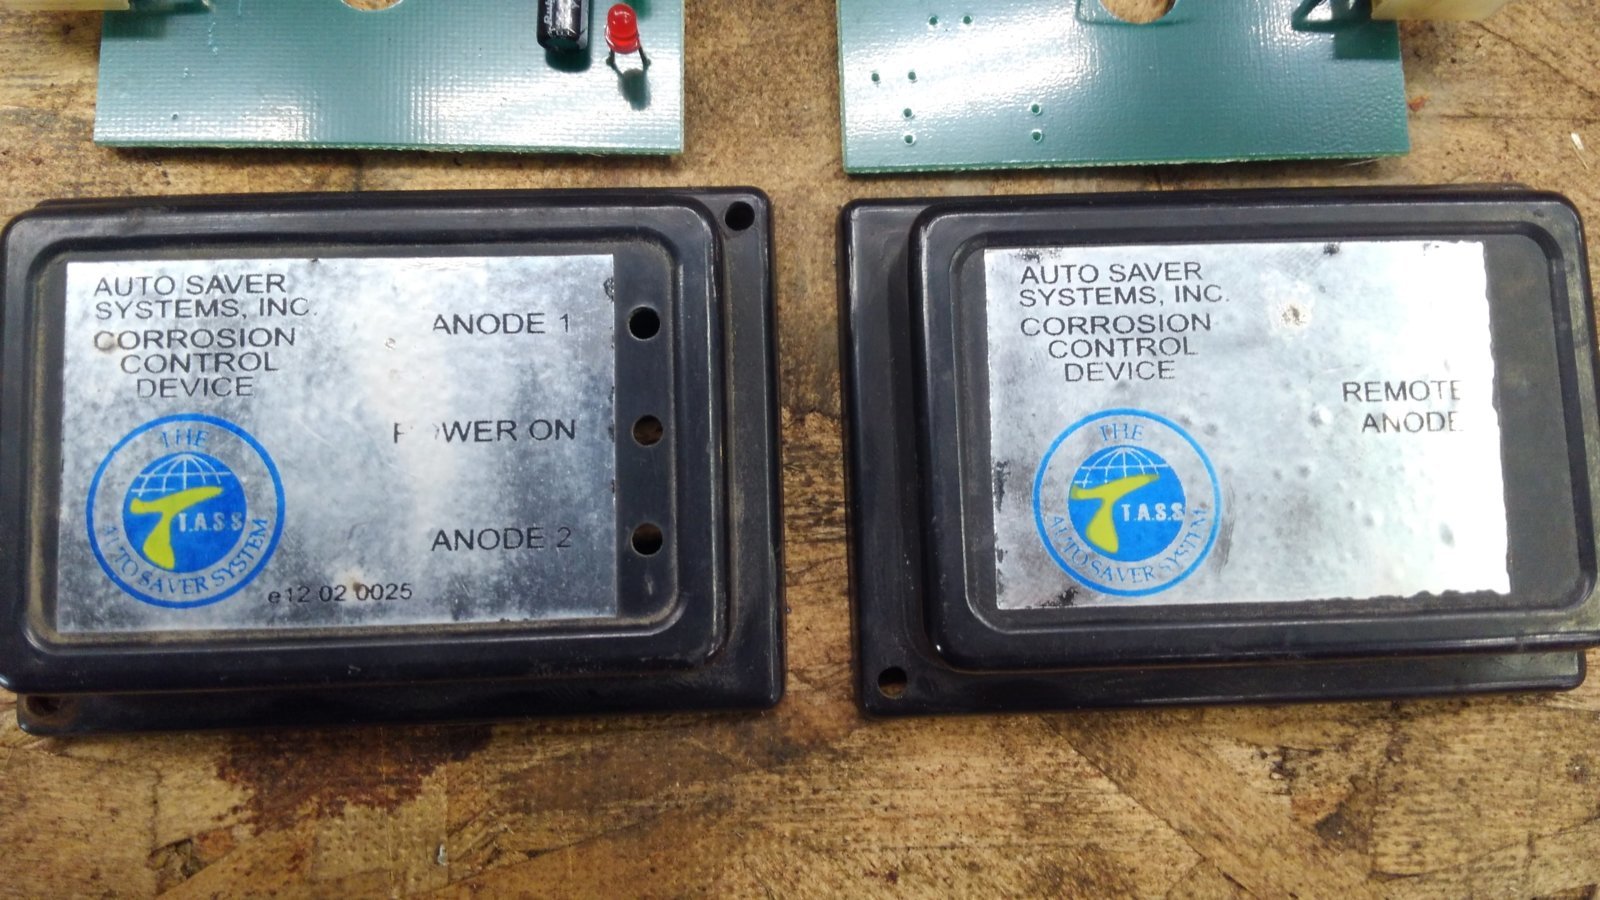 AUTO SAVER
SYSTEMS, INC.
CORROSION
CONTROL
DEVICE
ANODE 1
POWER ON
ANODE 2
THE
T.A.S.S
AUTO SAVER SYSTEM
e12 02 0025
AUTO SAVER
SYSTEMS, INC.
CORROSION
CONTROL
DEVICE
REMOTE
ANODE
THE
T.A.S.S
AUTO SAVER SYSTEM